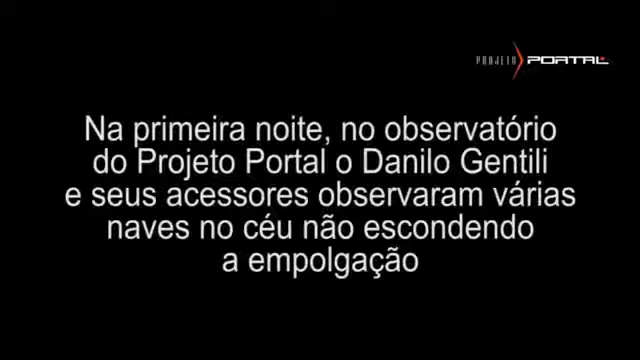 PROJETO PORTAL
Na primeira noite, no observatório
do Projeto Portal o Danilo Gentili
e seus acessores observaram várias
naves no céu não escondendo
a empolgação